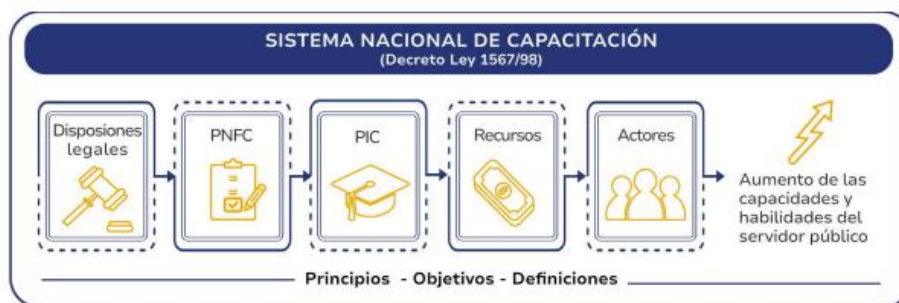 SISTEMA NACIONAL DE CAPACITACIÓN
(Decreto Ley 1567/98)
Disposiones
legales
PNFC
PIC
Recursos
Actores
Aumento de las
capacidades y
habilidades del
servidor público
Principios - Objetivos - Definiciones